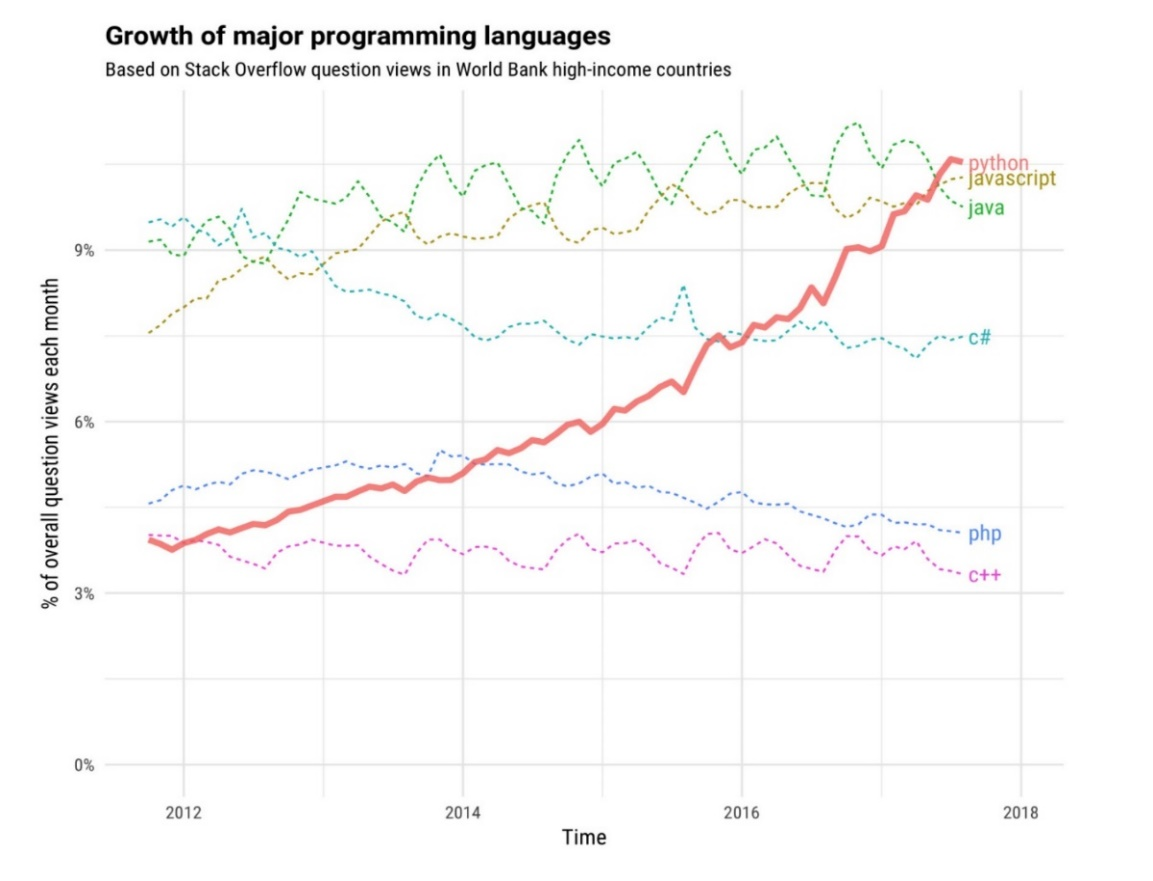 Growth of major programming languages
Based on Stack Overflow question views in World Bank high-income countries
% of overall question views each month
9%
6%
3%
0%
python
javascript
java
c#
php
c++
2012 2014 2016 2018
Time